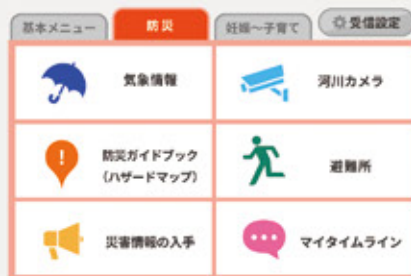 基本メニュー
防災
妊娠〜子育て
受信設定
気象情報
河川カメラ
防災ガイドブック
(ハザードマップ)
避難所
災害情報の入手
マイタイムライン